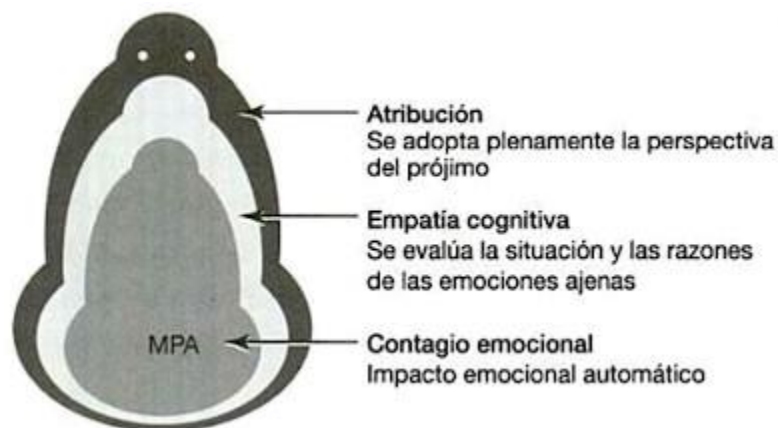 Atribución
Se adopta plenamente la perspectiva
del prójimo
Empatía cognitiva
Se evalúa la situación y las razones
de las emociones ajenas
MPA
Contagio emocional
Impacto emocional automático